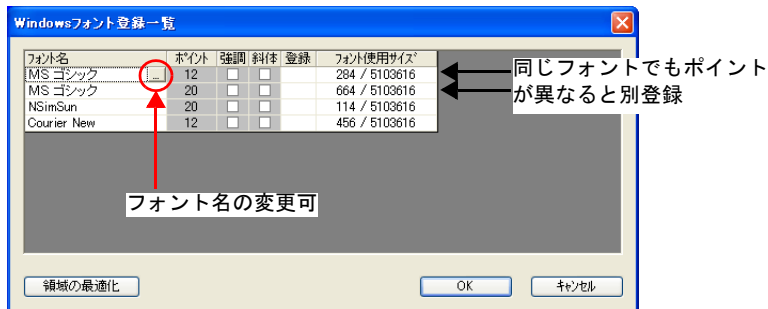 Windowsフォント登録一覧
フォント名 ポイント 強調 斜体 登録 フォント使用サイズ
MS ゴシック ... 12 284 / 5103616
MS ゴシック 20 664 / 5103616
NSimSun 20 114 / 5103616
Courier New 12 456 / 5103616
同じフォントでもポイント
が異なると別登録
フォント名の変更可
領域の最適化 OK キャンセル